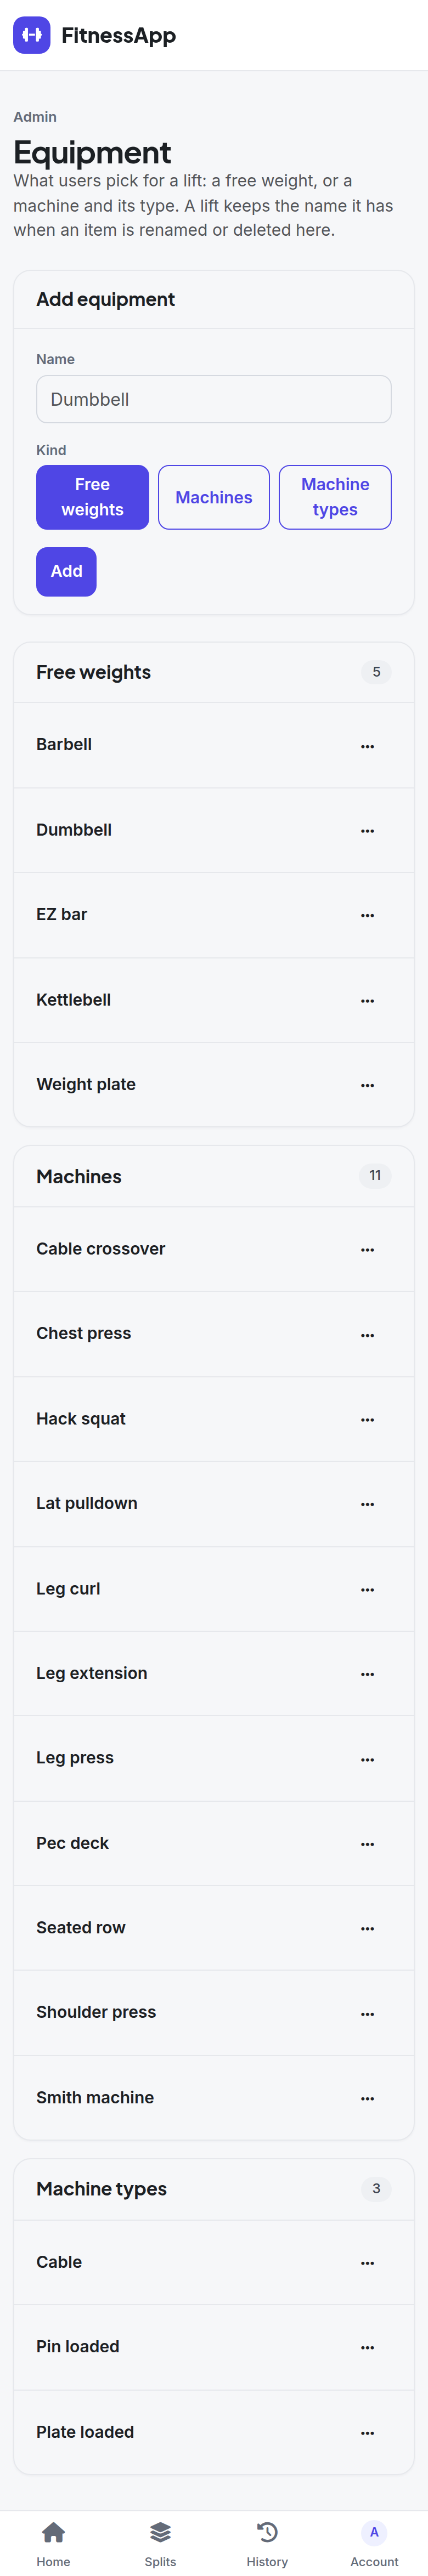 FitnessApp
Admin
Equipment
What users pick for a lift: a free weight, or a
machine and its type. A lift keeps the name it has
when an item is renamed or deleted here.
Add equipment
Name
Dumbbell
Kind
Free
weights
Machines
Machine
types
Add
Free weights 5
Barbell
Dumbbell
EZ bar
Kettlebell
Weight plate
Machines 11
Cable crossover
Chest press
Hack squat
Lat pulldown
Leg curl
Leg extension
Leg press
Pec deck
Seated row
Shoulder press
Smith machine
Machine types 3
Cable
Pin loaded
Plate loaded
A
Home Splits History Account